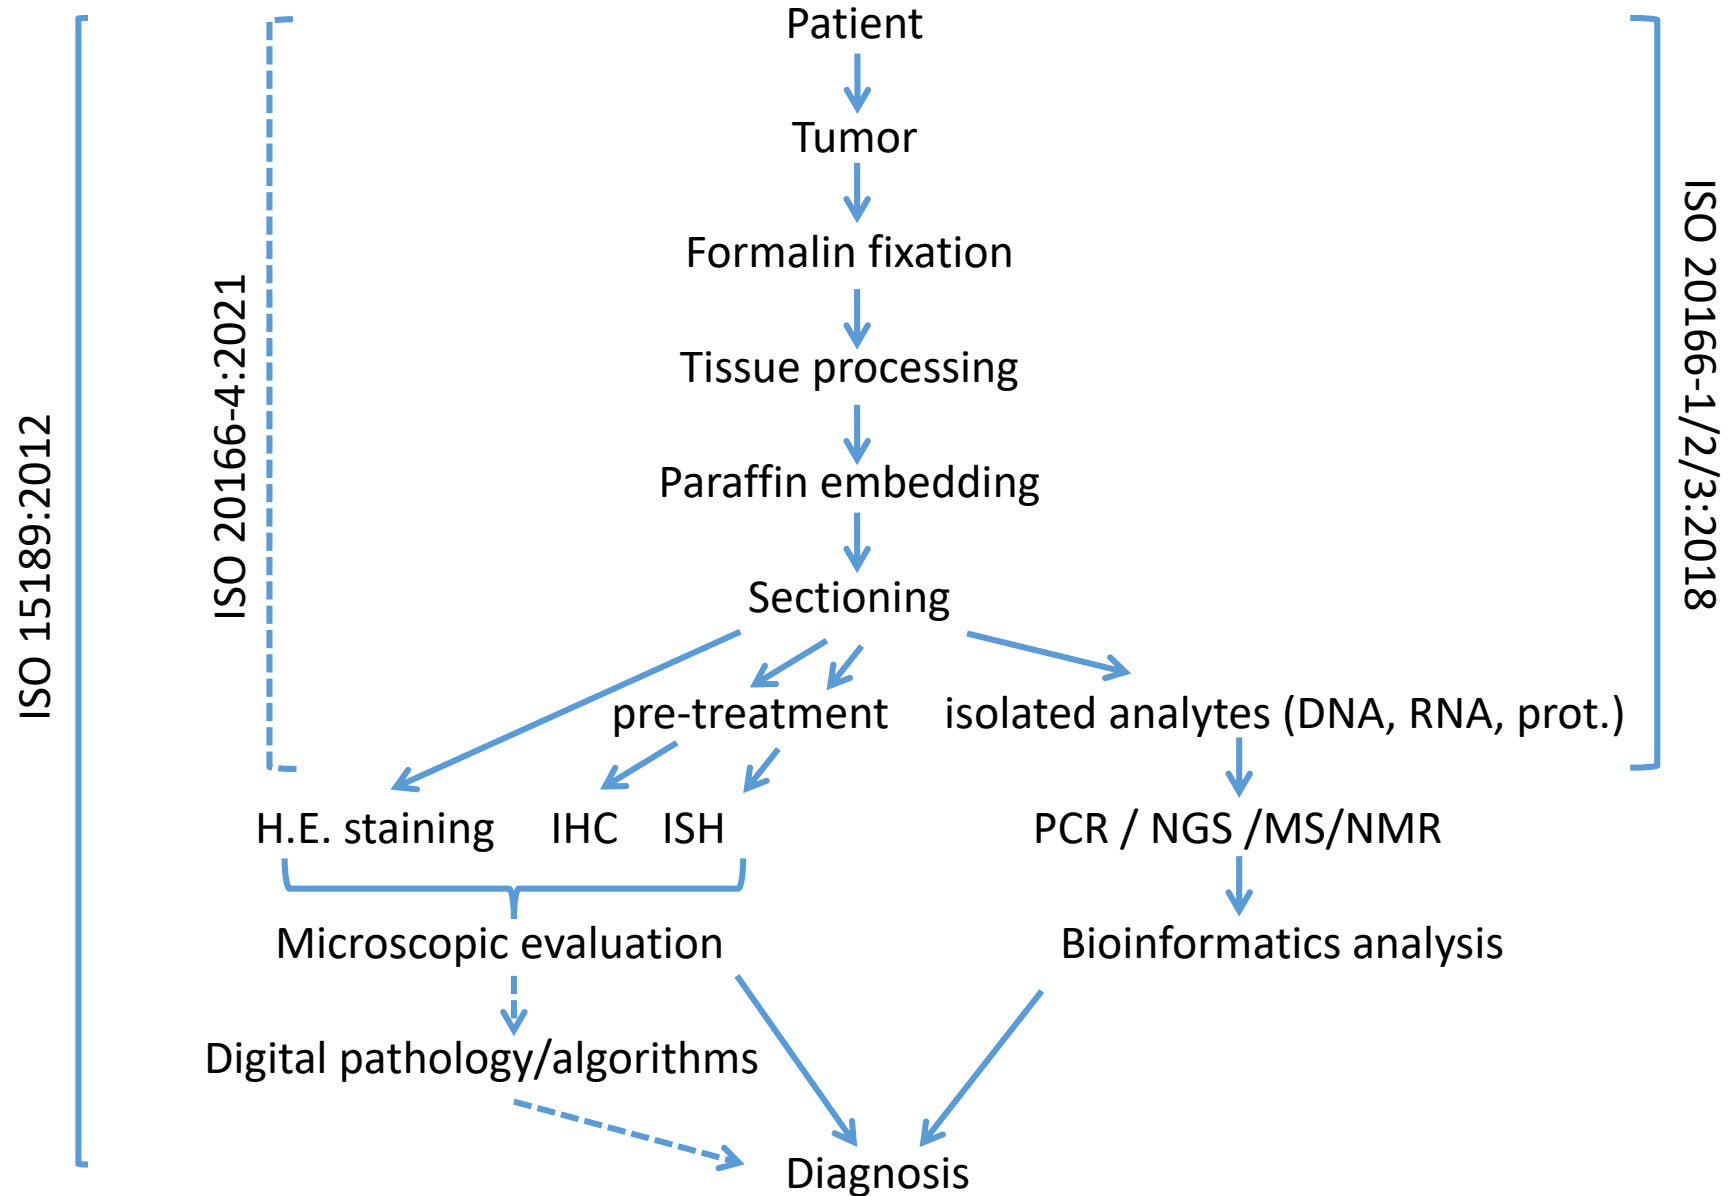 Patient
Tumor
Formalin fixation
Tissue processing
Paraffin embedding
Sectioning
pre-treatment
isolated analytes (DNA, RNA, prot.)
H.E. staining
IHC
ISH
PCR / NGS /MS/NMR
Microscopic evaluation
Bioinformatics analysis
Digital pathology/algorithms
Diagnosis
ISO 15189:2012
ISO 20166-4:2021
ISO 20166-1/2/3:2018